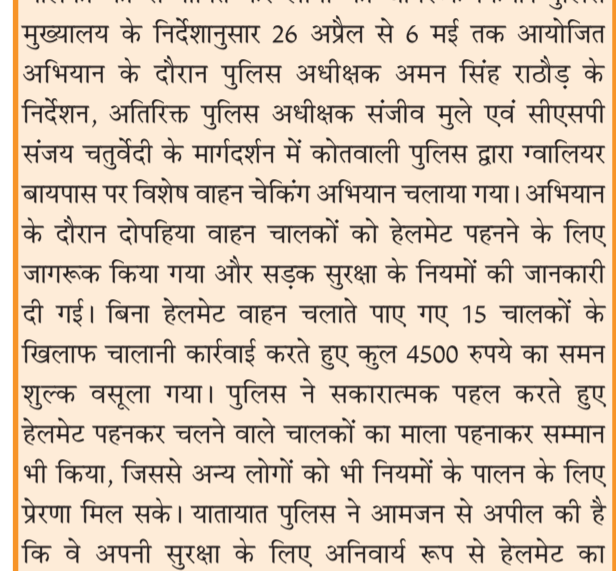 मुख्यालय के निर्देशानुसार 26 अप्रैल से 6 मई तक आयोजित
अभियान के दौरान पुलिस अधीक्षक अमन सिंह राठौड़ के
निर्देशन, अतिरिक्त पुलिस अधीक्षक संजीव मुले एवं सीएसपी
संजय चतुर्वेदी के मार्गदर्शन में कोतवाली पुलिस द्वारा ग्वालियर
बायपास पर विशेष वाहन चेकिंग अभियान चलाया गया। अभियान
के दौरान दोपहिया वाहन चालकों को हेलमेट पहनने के लिए
जागरूक किया गया और सड़क सुरक्षा के नियमों की जानकारी
दी गई। बिना हेलमेट वाहन चलाते पाए गए 15 चालकों के
खिलाफ चालानी कार्रवाई करते हुए कुल 4500 रुपये का समन
शुल्क वसूला गया। पुलिस ने सकारात्मक पहल करते हुए
हेलमेट पहनकर चलने वाले चालकों का माला पहनाकर सम्मान
भी किया, जिससे अन्य लोगों को भी नियमों के पालन के लिए
प्रेरणा मिल सके। यातायात पुलिस ने आमजन से अपील की है
कि वे अपनी सुरक्षा के लिए अनिवार्य रूप से हेलमेट का